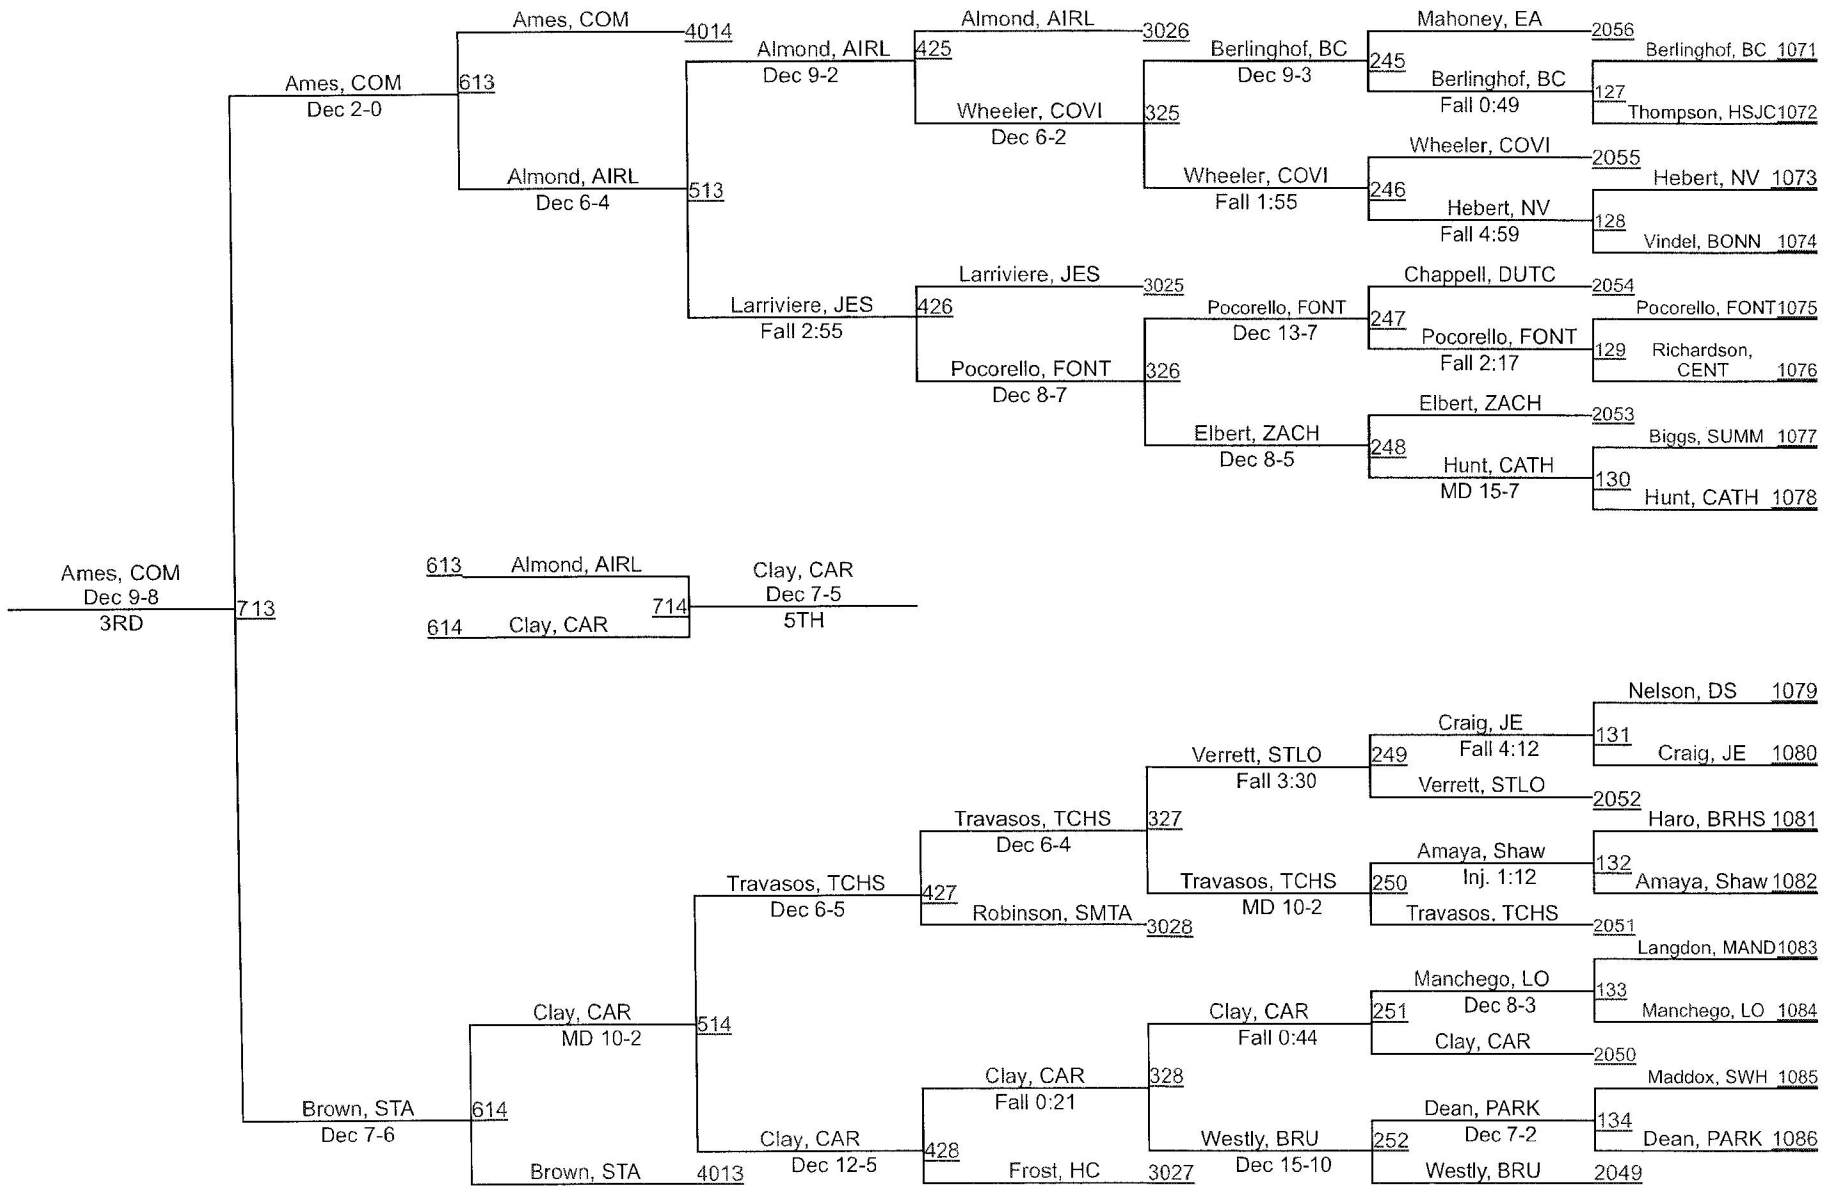 Ames, COM
4014
Almond, AIRL
3026
Mahoney, EA
2056
Almond, AIRL
Dec 9-2
425
Berlinghof, BC
Dec 9-3
245
Berlinghof, BC 1071
Ames, COM
Dec 2-0
613
Berlinghof, BC
Fall 0:49
127
Wheeler, COVI
Dec 6-2
325
Thompson, HSJC 1072
Wheeler, COVI
2055
Almond, AIRL
Dec 6-4
513
Wheeler, COVI
Fall 1:55
246
Hebert, NV 1073
Hebert, NV
Fall 4:59
128
Vindel, BONN 1074
Larriviere, JES
3025
Chappell, DUTC
2054
Larriviere, JES
Fall 2:55
426
Pocorello, FONT
Dec 13-7
247
Pocorello, FONT 1075
Pocorello, FONT
Fall 2:17
129
Richardson,
CENT 1076
Pocorello, FONT
Dec 8-7
326
Elbert, ZACH
2053
Elbert, ZACH
Dec 8-5
248
Biggs, SUMM 1077
Hunt, CATH
MD 15-7
130
Hunt, CATH 1078
Ames, COM
Dec 9-8
3RD
713
613
Almond, AIRL
714
Clay, CAR
Dec 7-5
5TH
614
Clay, CAR
Nelson, DS 1079
Craig, JE
Fall 4:12
131
Verrett, STLO
Fall 3:30
249
Craig, JE 1080
Verrett, STLO
2052
Travasos, TCHS
Dec 6-4
327
Haro, BRHS 1081
Amaya, Shaw
Inj. 1:12
132
Travasos, TCHS
Dec 6-5
427
Travasos, TCHS
MD 10-2
250
Amaya, Shaw 1082
Robinson, SMTA
3028
Travasos, TCHS
2051
Langdon, MAND 1083
Manchego, LO
Dec 8-3
133
Clay, CAR
MD 10-2
514
Clay, CAR
Fall 0:44
251
Manchego, LO 1084
Clay, CAR
2050
Clay, CAR
Fall 0:21
328
Maddox, SWH 1085
Brown, STA
Dec 7-6
614
Dean, PARK
Dec 7-2
134
Clay, CAR
Dec 12-5
428
Westly, BRU
Dec 15-10
252
Dean, PARK 1086
Brown, STA
4013
Frost, HC
3027
Westly, BRU
2049